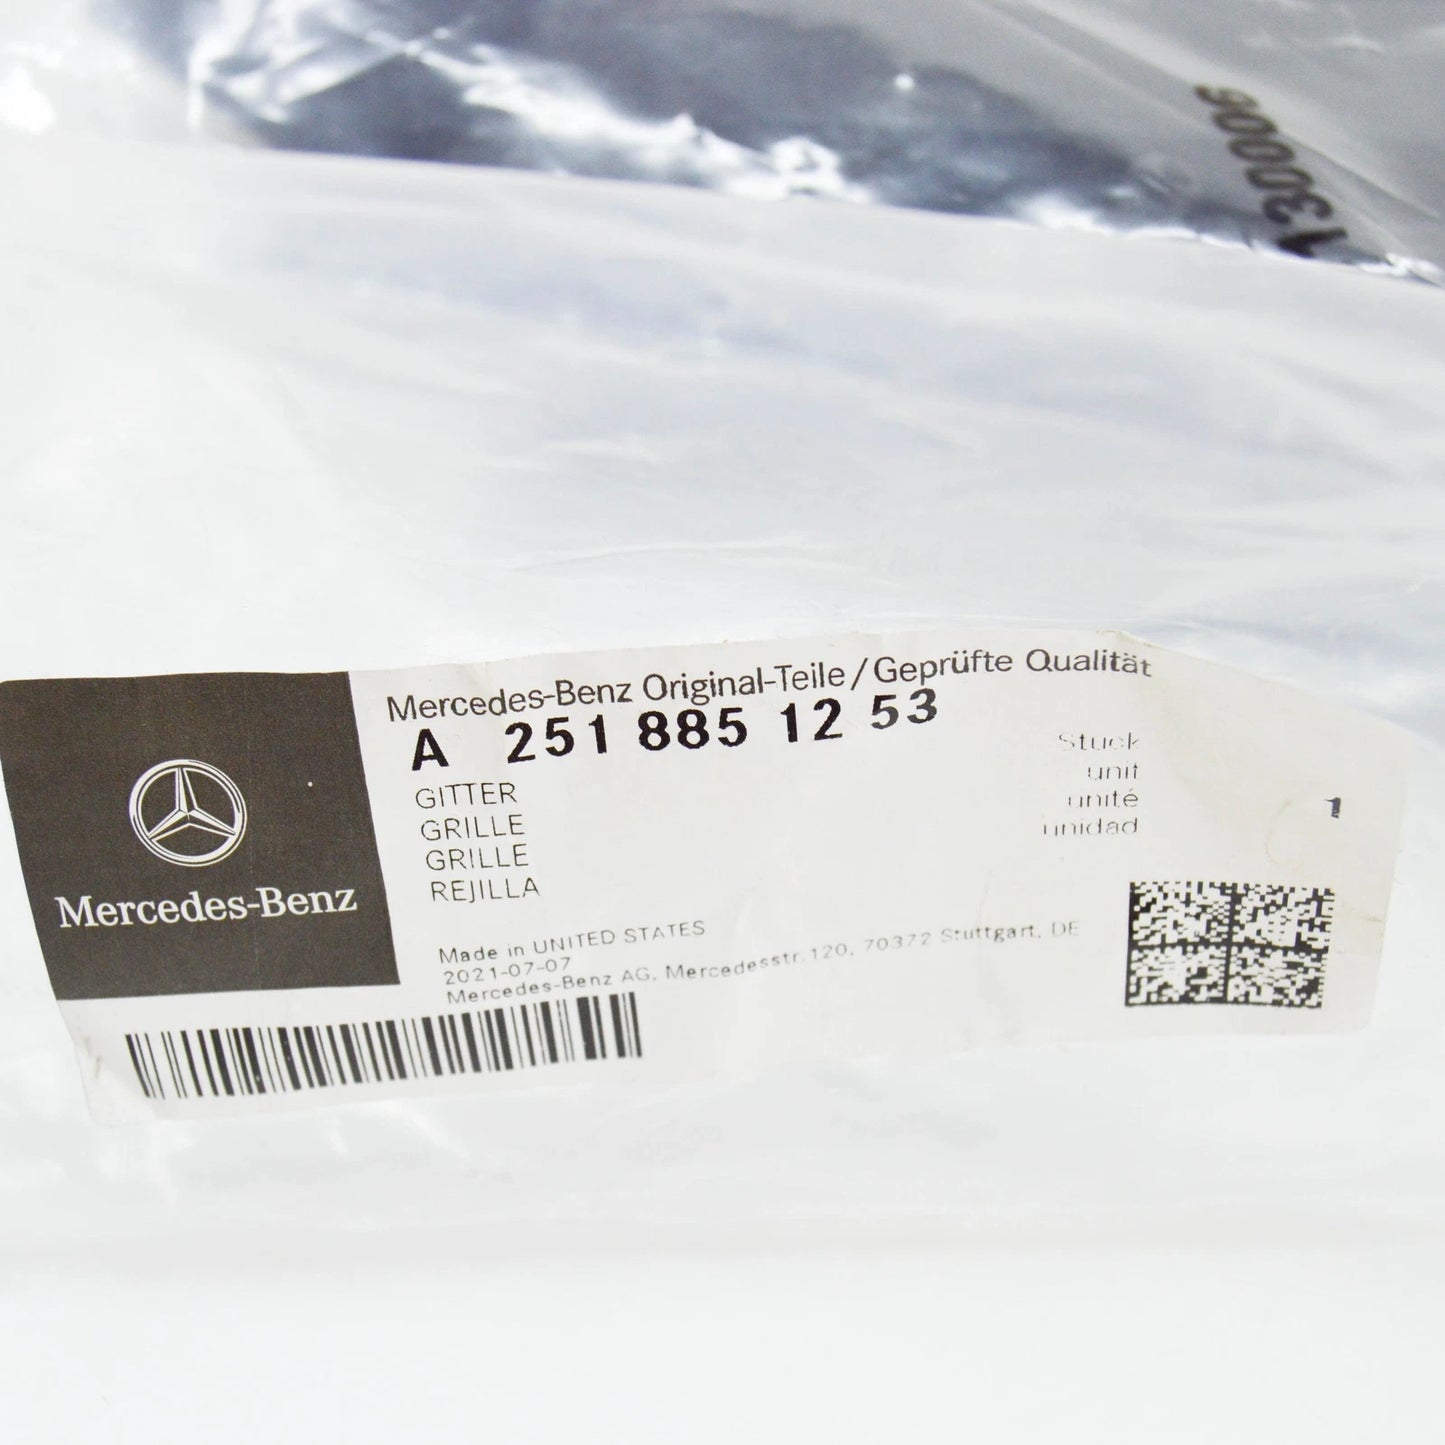 130006
Mercedes-Benz Original-Teile/Geprüfte Qualität
A 251 885 12 53
GITTER
GRILLE
GRILLE
REJILLA
Stuck
unit
unité
unidad
1
Mercedes-Benz
Made in UNITED STATES
2021-07-07
Mercedes-Benz AG, Mercedesstr.120, 70372 Stuttgart, DE